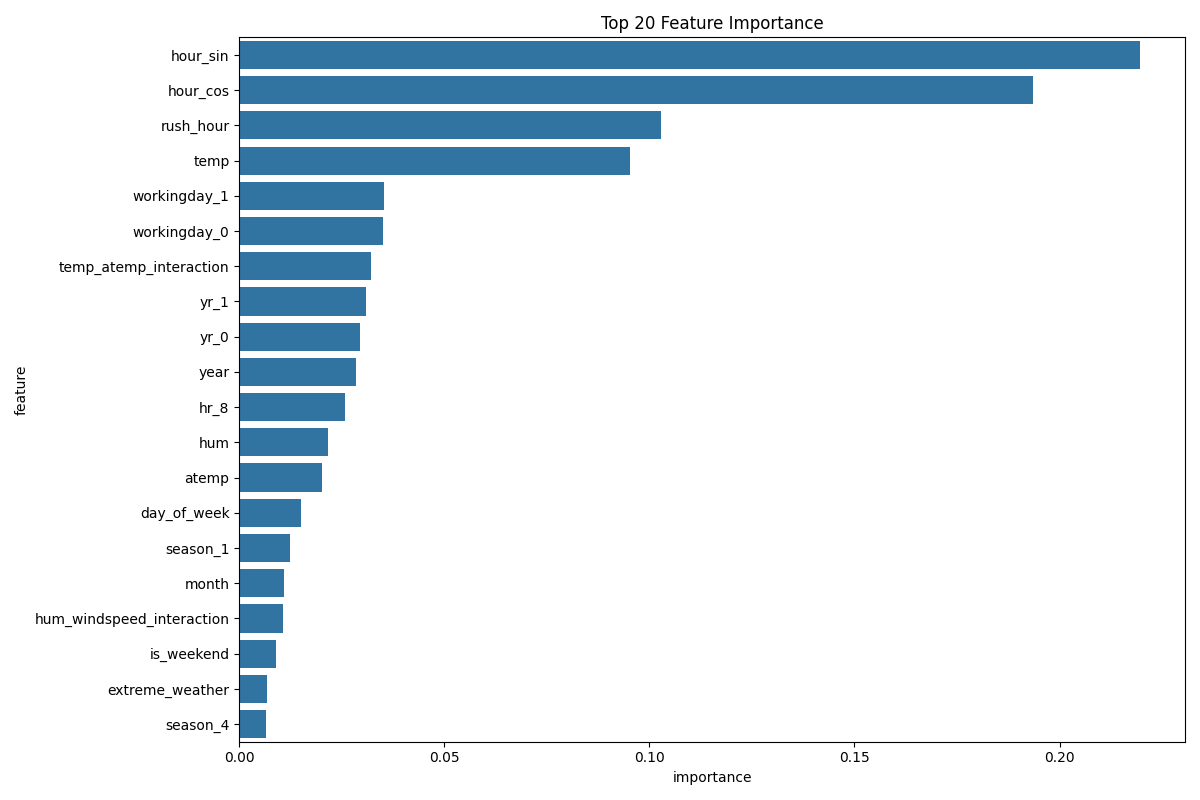 Top 20 Feature Importance
hour_sin
hour_cos
rush_hour
temp
workingday_1
workingday_0
temp_atemp_interaction
yr_1
yr_0
year
hr_8
hum
atemp
day_of_week
season_1
month
hum_windspeed_interaction
is_weekend
extreme_weather
season_4
feature
0.00 0.05 0.10 0.15 0.20
importance